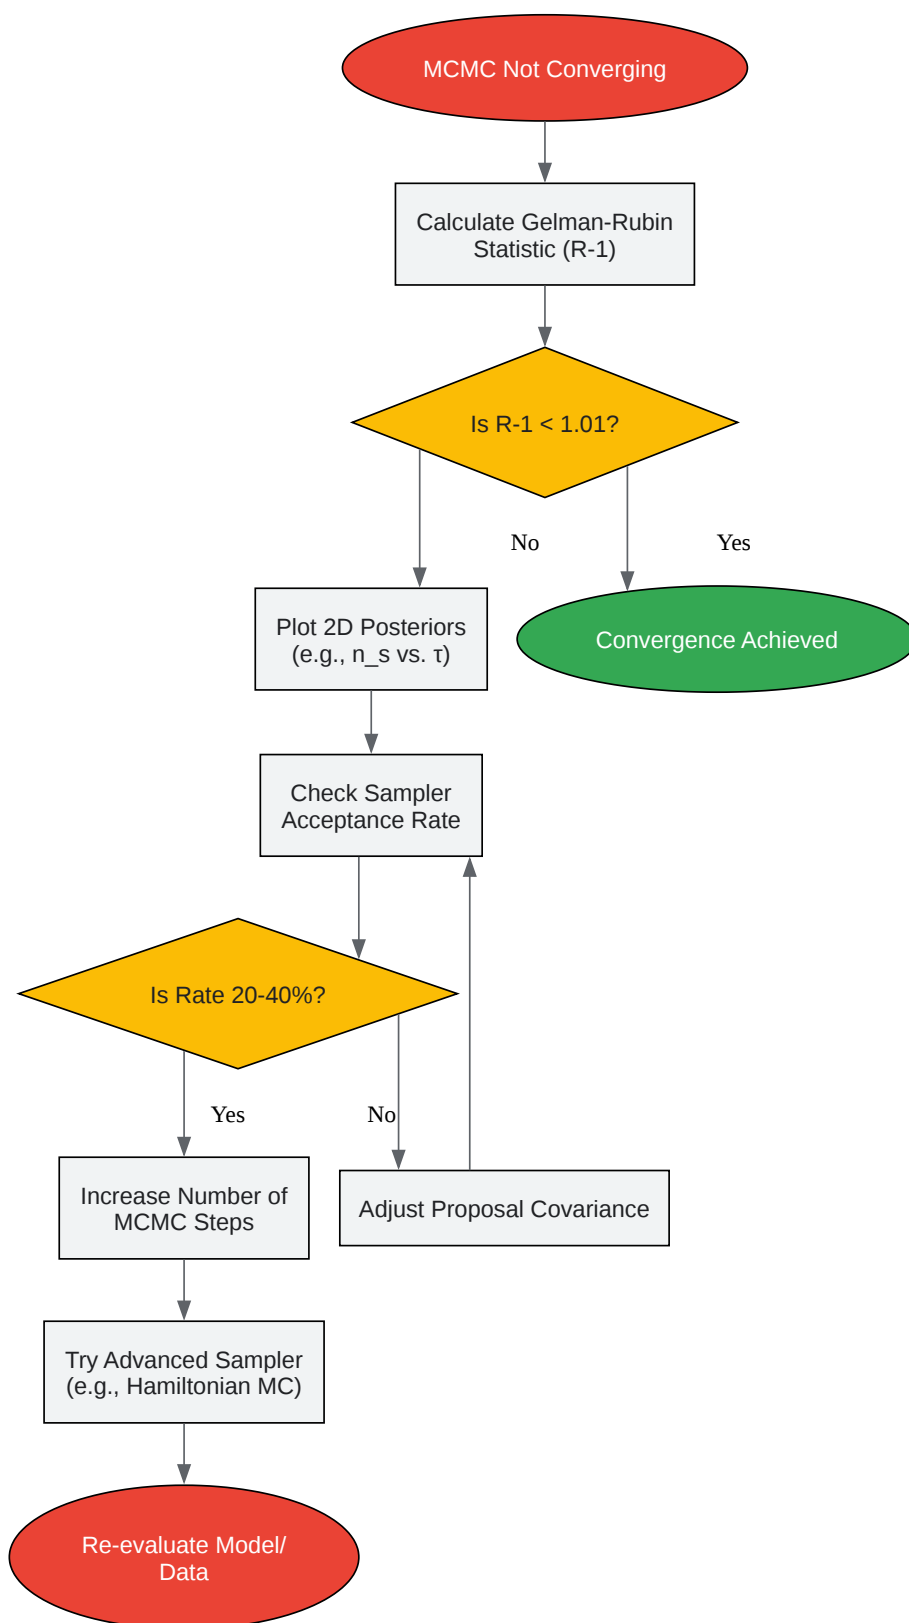 MCMC Not Converging
Calculate Gelman-Rubin
Statistic (R-1)
Is R-1 < 1.01?
No
Yes
Plot 2D Posteriors
(e.g., n_s vs. τ)
Convergence Achieved
Check Sampler
Acceptance Rate
Is Rate 20-40%?
Yes
No
Increase Number of
MCMC Steps
Adjust Proposal Covariance
Try Advanced Sampler
(e.g., Hamiltonian MC)
Re-evaluate Model/
Data